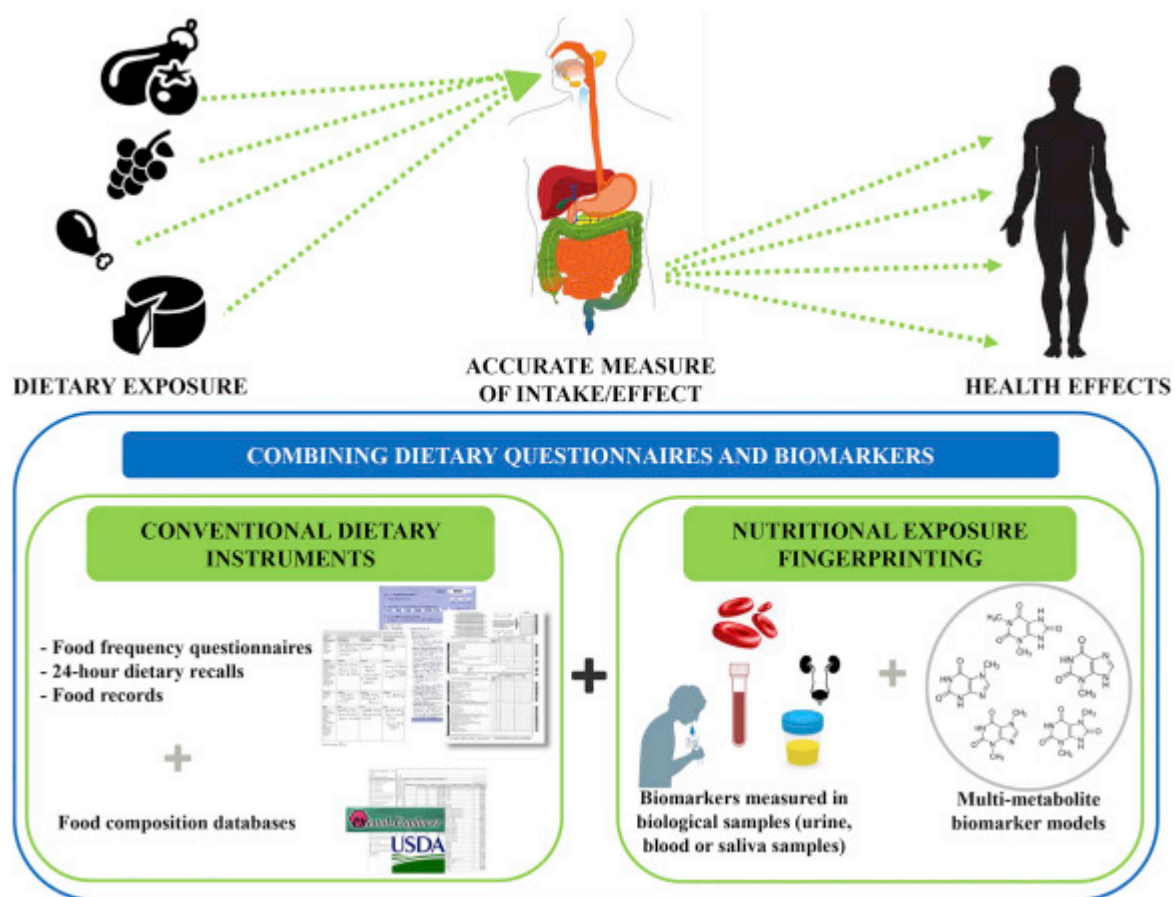 DIETARY EXPOSURE
ACCURATE MEASURE
OF INTAKE/EFFECT
HEALTH EFFECTS
COMBINING DIETARY QUESTIONNAIRES AND BIOMARKERS
CONVENTIONAL DIETARY
INSTRUMENTS
- Food frequency questionnaires
- 24-hour dietary recalls
- Food records
+
Food composition databases
USDA
+
NUTRITIONAL EXPOSURE
FINGERPRINTING
Biomarkers measured in
biological samples (urine,
blood or saliva samples)
+
Multi-metabolite
biomarker models